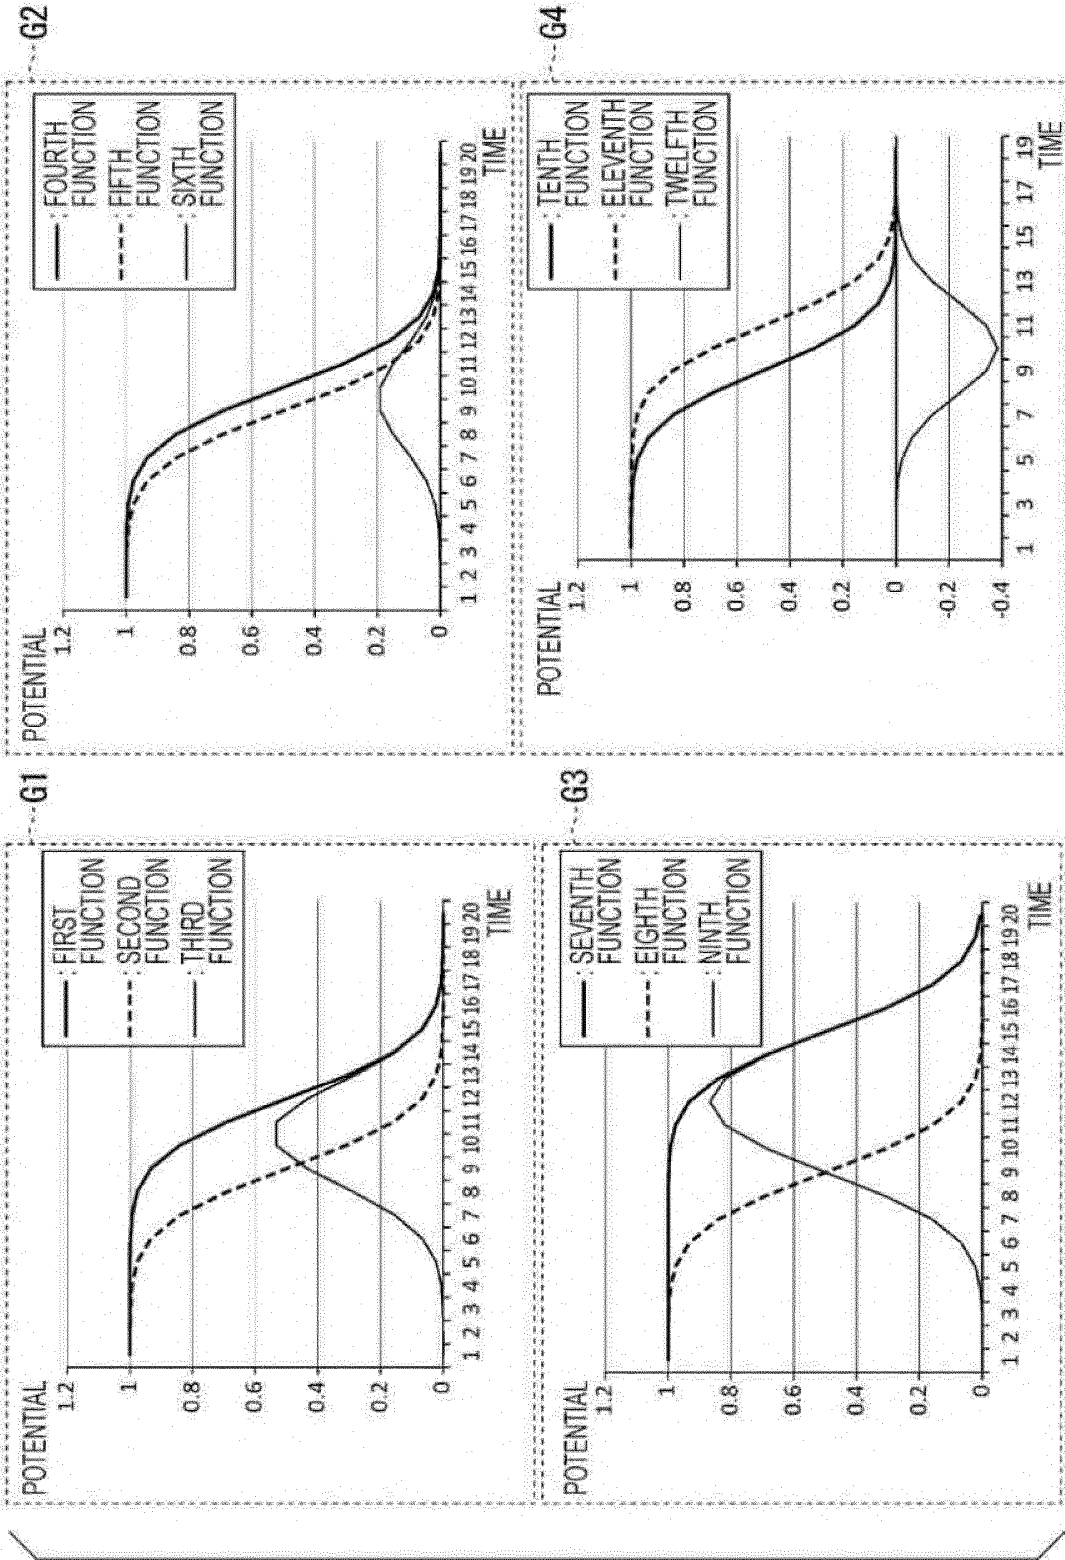 G1
POTENTIAL
1.2
1
0.8
0.6
0.4
0.2
0
1 2 3 4 5 6 7 8 9 10 11 12 13 14 15 16 17 18 19 20
TIME
: FIRST
FUNCTION
: SECOND
FUNCTION
: THIRD
FUNCTION
G2
POTENTIAL
1.2
1
0.8
0.6
0.4
0.2
0
1 2 3 4 5 6 7 8 9 10 11 12 13 14 15 16 17 18 19 20
TIME
: FOURTH
FUNCTION
: FIFTH
FUNCTION
: SIXTH
FUNCTION
G3
POTENTIAL
1.2
1
0.8
0.6
0.4
0.2
0
1 2 3 4 5 6 7 8 9 10 11 12 13 14 15 16 17 18 19 20
TIME
: SEVENTH
FUNCTION
: EIGHTH
FUNCTION
: NINTH
FUNCTION
G4
POTENTIAL
1.2
1
0.8
0.6
0.4
0.2
0
-0.2
-0.4
1 3 5 7 9 11 13 15 17 19
TIME
: TENTH
FUNCTION
: ELEVENTH
FUNCTION
: TWELFTH
FUNCTION